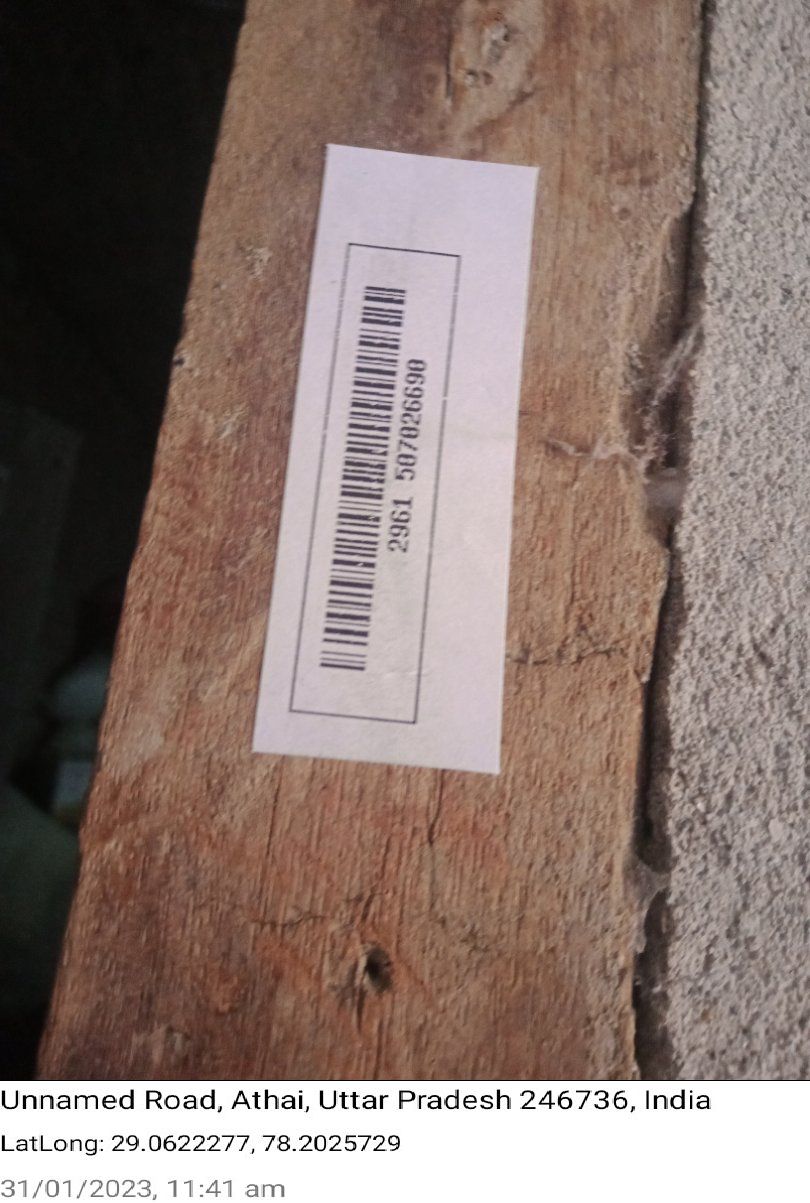 2961 507026690
Unnamed Road, Athai, Uttar Pradesh 246736, India
LatLong: 29.0622277, 78.2025729
31/01/2023, 11:41 am